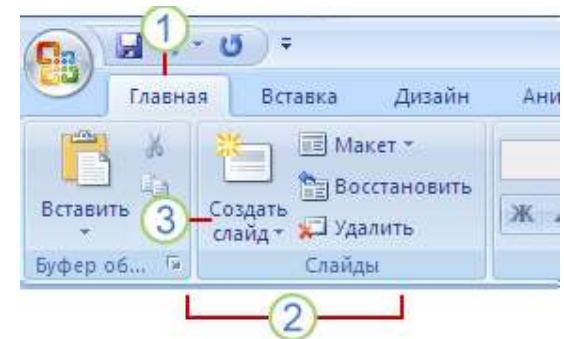 1
Главная Вставка Дизайн Ани
Макет
Восстановить
Удалить
Вставить
3
Создать
слайд
Ж
Буфер об...
Слайды
2